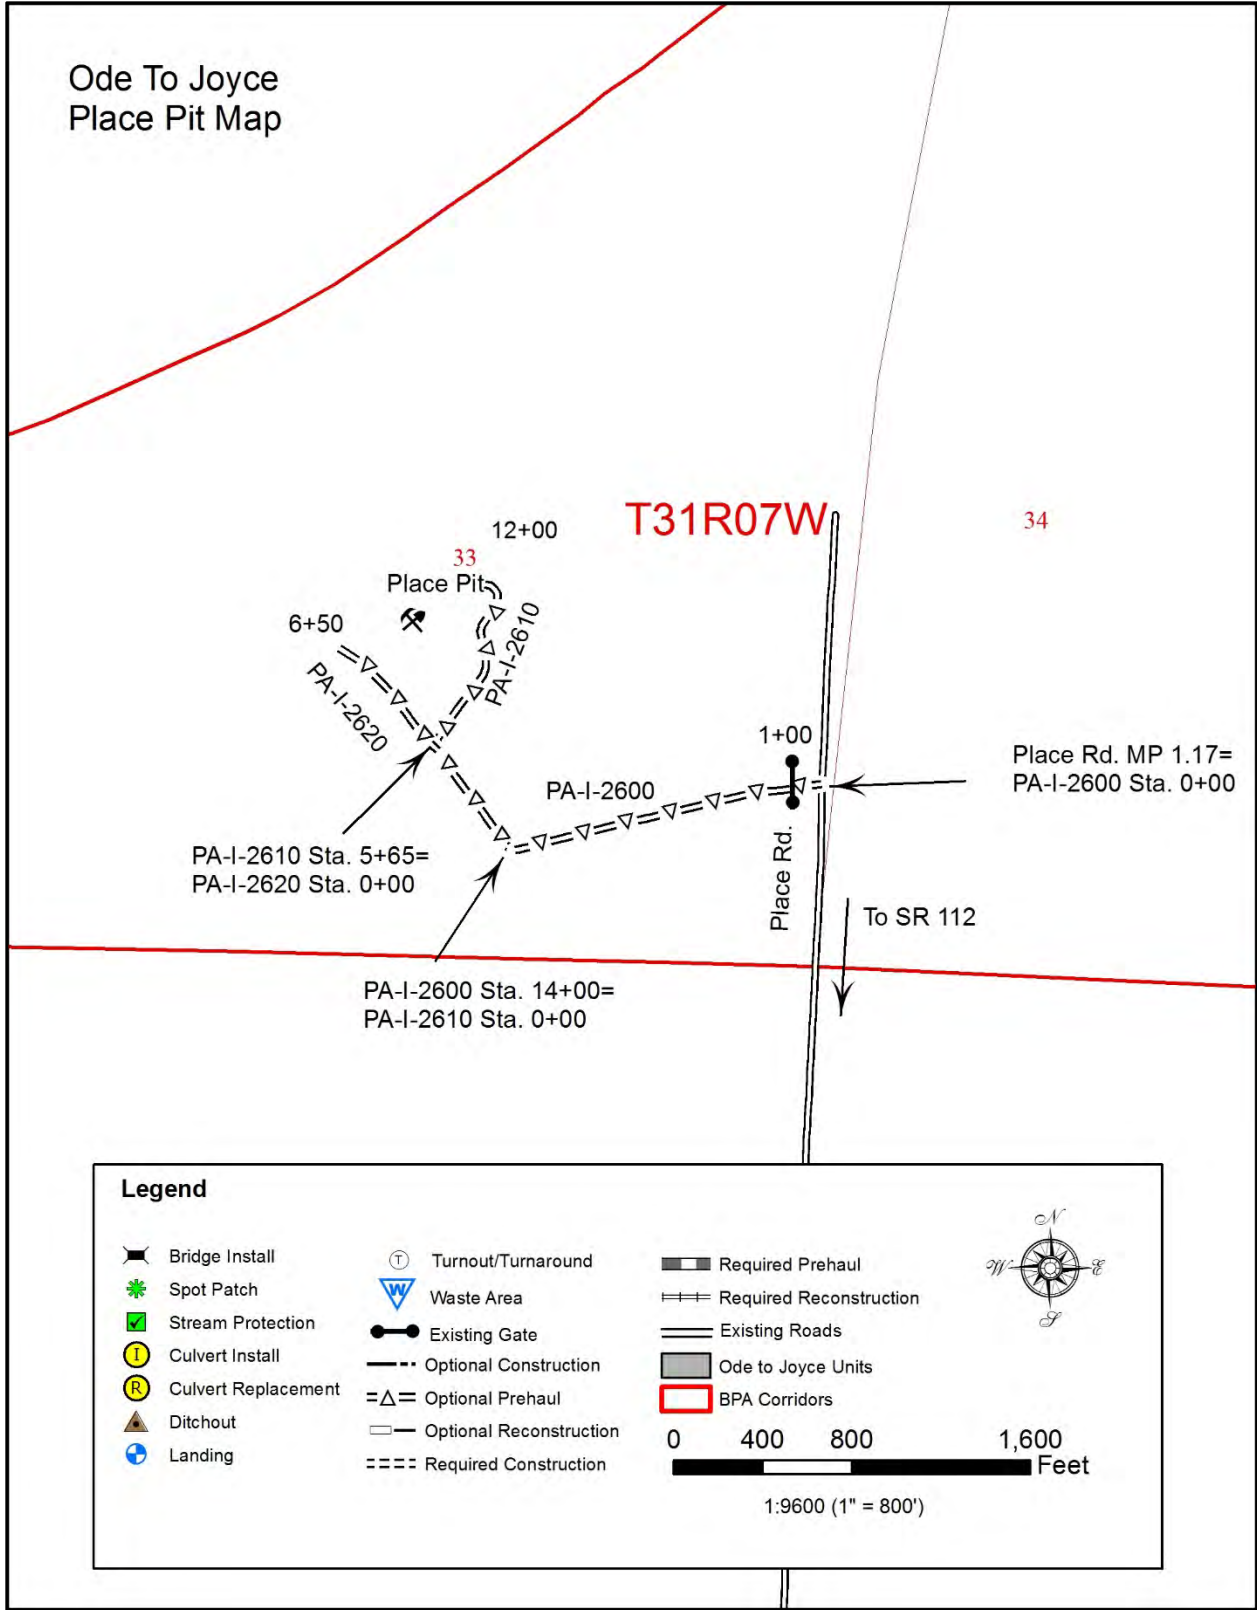 Ode To Joyce
Place Pit Map
T31R07W
34
12+00
33
Place Pit
6+50
PA-I-2610
PA-I-2620
1+00
PA-I-2600
Place Rd. MP 1.17=
PA-I-2600 Sta. 0+00
PA-I-2610 Sta. 5+65=
PA-I-2620 Sta. 0+00
Place Rd.
To SR 112
PA-I-2600 Sta. 14+00=
PA-I-2610 Sta. 0+00
Legend
Bridge Install
Spot Patch
Stream Protection
I Culvert Install
R Culvert Replacement
Ditchout
Landing
T Turnout/Turnaround
W Waste Area
Existing Gate
Optional Construction
Optional Prehaul
Optional Reconstruction
Required Construction
Required Prehaul
Required Reconstruction
Existing Roads
Ode to Joyce Units
BPA Corridors
N
W E
S
0 400 800 1,600
Feet
1:9600 (1" = 800')